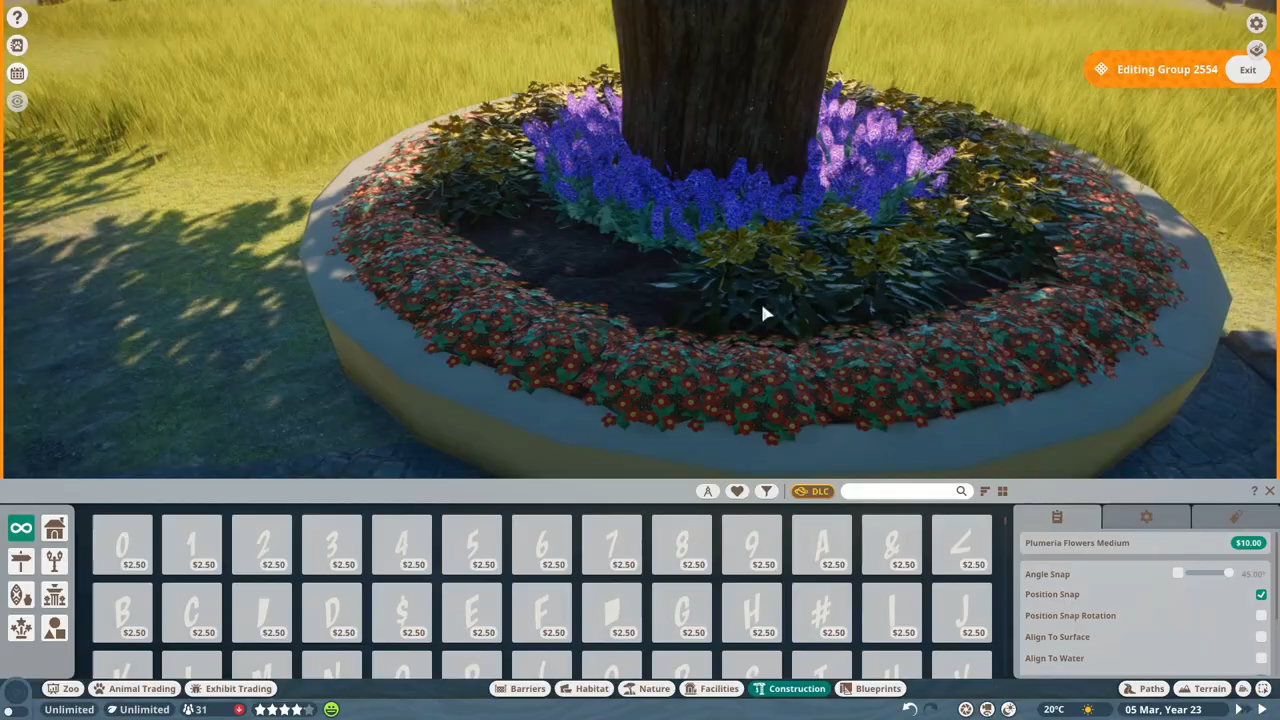 ?
Editing Group 2554
Exit
DLC
?
0 $2.50
1 $2.50
2 $2.50
3 $2.50
4 $2.50
5 $2.50
6 $2.50
7 $2.50
8 $2.50
9 $2.50
A $2.50
& $2.50
$2.50
B $2.50
C $2.50
$2.50
D $2.50
$ $2.50
E $2.50
F $2.50
$2.50
G $2.50
H $2.50
# $2.50
I $2.50
J $2.50
Plumeria Flowers Medium
$10.00
Angle Snap
45.00°
Position Snap
Position Snap Rotation
Align To Surface
Align To Water
Zoo
Animal Trading
Exhibit Trading
Barriers
Habitat
Nature
Facilities
Construction
Blueprints
Paths
Terrain
Unlimited
Unlimited
31
20°C
05 Mar, Year 23